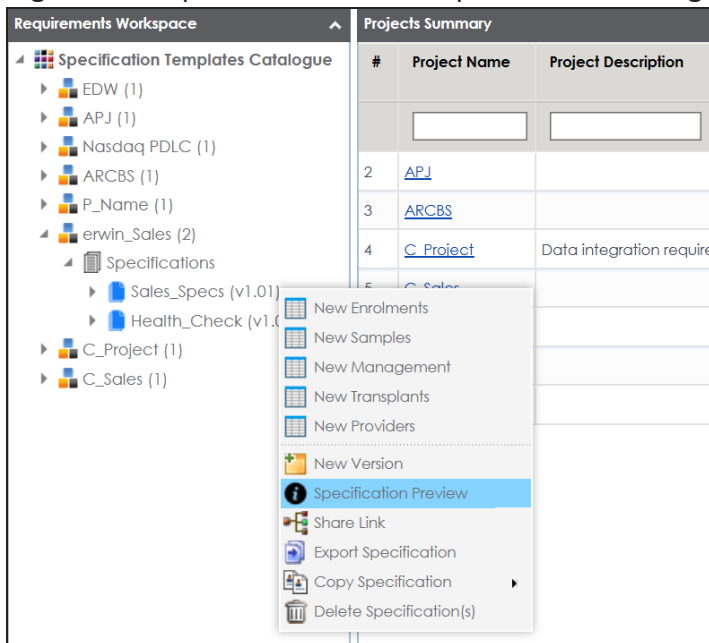 Requirements Workspace
Specification Templates Catalogue
EDW (1)
APJ (1)
Nasdaq PDLC (1)
ARCBS (1)
P_Name (1)
erwin_Sales (2)
Specifications
Sales_Specs (v1.01)
Health_Check (v1.0
C_Project (1)
C_Sales (1)
New Enrolments
New Samples
New Management
New Transplants
New Providers
New Version
Specification Preview
Share Link
Export Specification
Copy Specification
Delete Specification(s)
Projects Summary
# Project Name Project Description
2 APJ
3 ARCBS
4 C_Project Data integration require
5 C_Sales